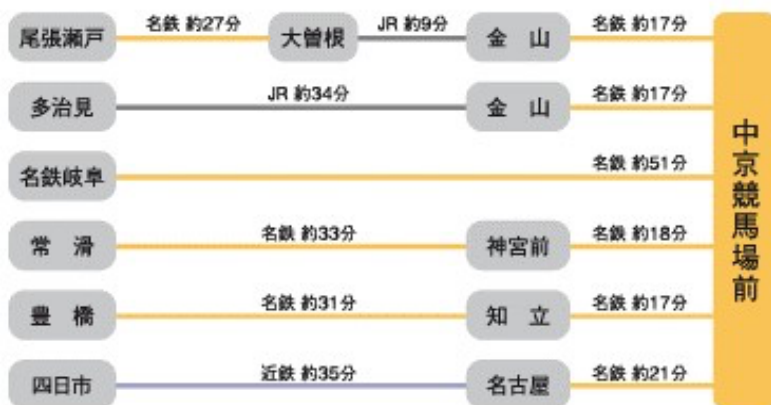 尾張瀬戸 名鉄 約27分 大曽根 JR 約9分 金 山 名鉄 約17分
多治見 JR 約34分 金 山 名鉄 約17分
名鉄岐阜 名鉄 約51分
常 滑 名鉄 約33分 神宮前 名鉄 約18分
豊 橋 名鉄 約31分 知 立 名鉄 約17分
四日市 近鉄 約35分 名古屋 名鉄 約21分
中京競馬場前